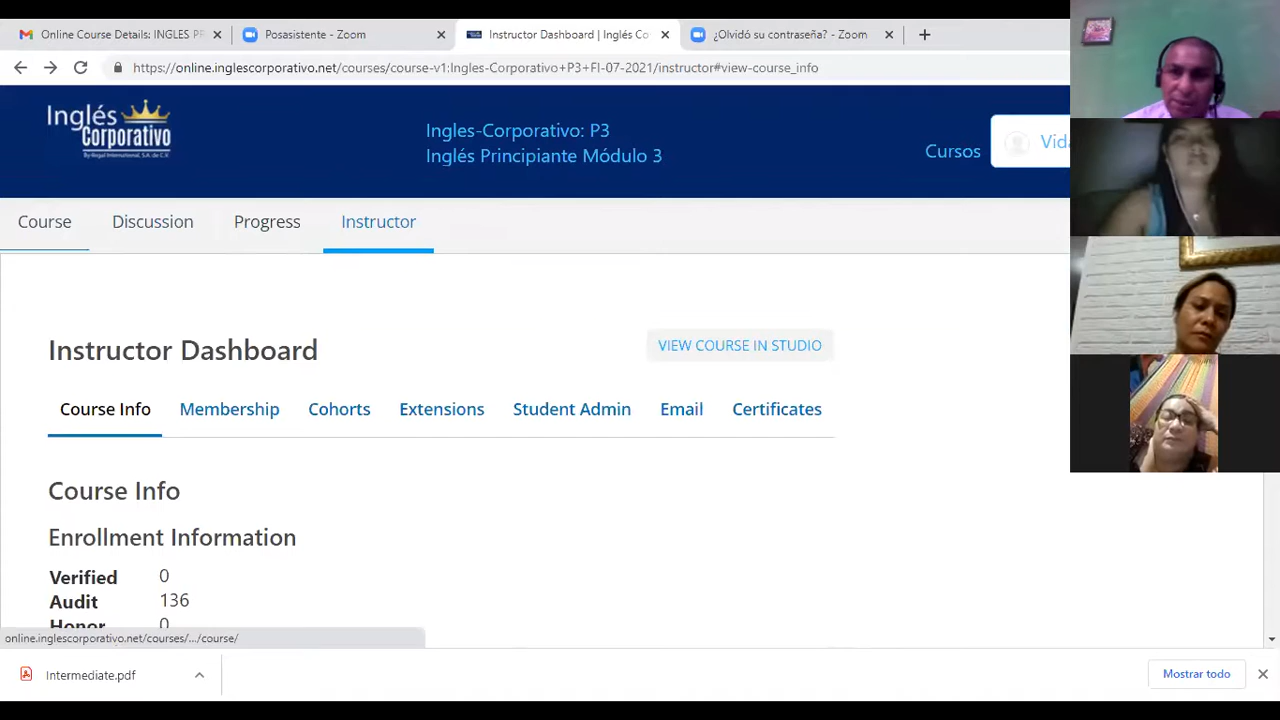 Online Course Details: INGLES PR
Posasistente - Zoom
Instructor Dashboard | Inglés Co
¿Olvidó su contraseña? - Zoom
https://online.inglescorporativo.net/courses/course-v1:Ingles-Corporativo+P3+FI-07-2021/instructor#view-course_info
Inglés
Corporativo
Ingles-Corporativo: P3
Inglés Principiante Módulo 3
Cursos
Vida
Course
Discussion
Progress
Instructor
Instructor Dashboard
VIEW COURSE IN STUDIO
Course Info
Membership
Cohorts
Extensions
Student Admin
Email
Certificates
Course Info
Enrollment Information
Verified 0
Audit 136
Honor 0
online.inglescorporativo.net/courses/.../course/
Intermediate.pdf
Mostrar todo